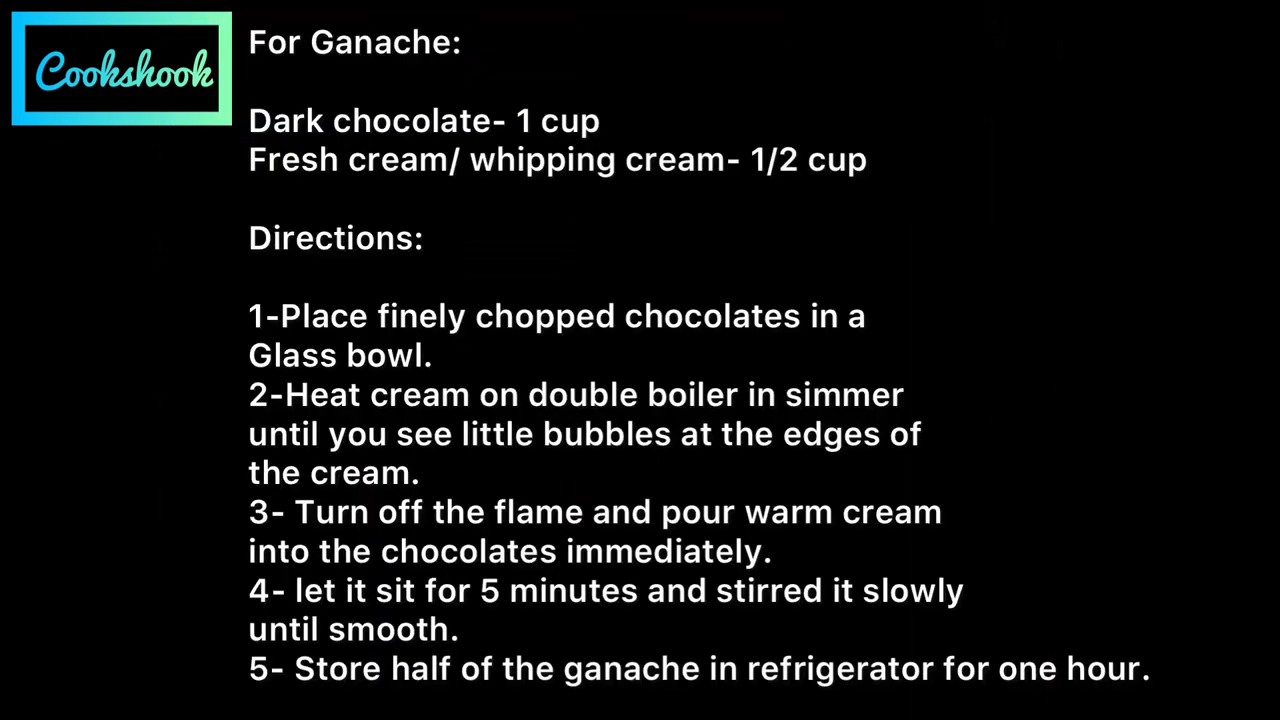 Cookshook
For Ganache:
Dark chocolate- 1 cup
Fresh cream/ whipping cream- 1/2 cup
Directions:
1-Place finely chopped chocolates in a
Glass bowl.
2-Heat cream on double boiler in simmer
until you see little bubbles at the edges of
the cream.
3- Turn off the flame and pour warm cream
into the chocolates immediately.
4- let it sit for 5 minutes and stirred it slowly
until smooth.
5- Store half of the ganache in refrigerator for one hour.